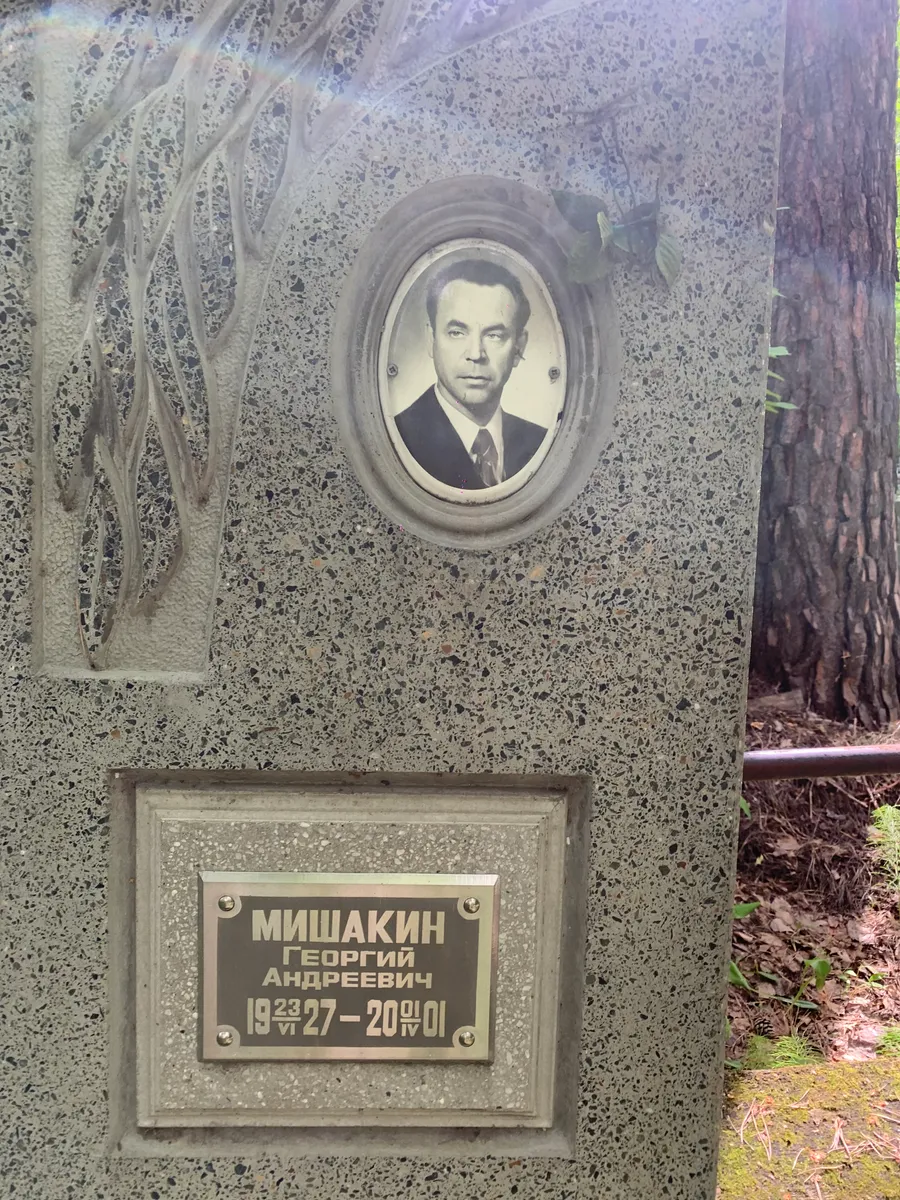 МИШАКИН
ГЕОРГИЙ
АНДРЕЕВИЧ
19 23/VI 27 – 20 01/IV 01